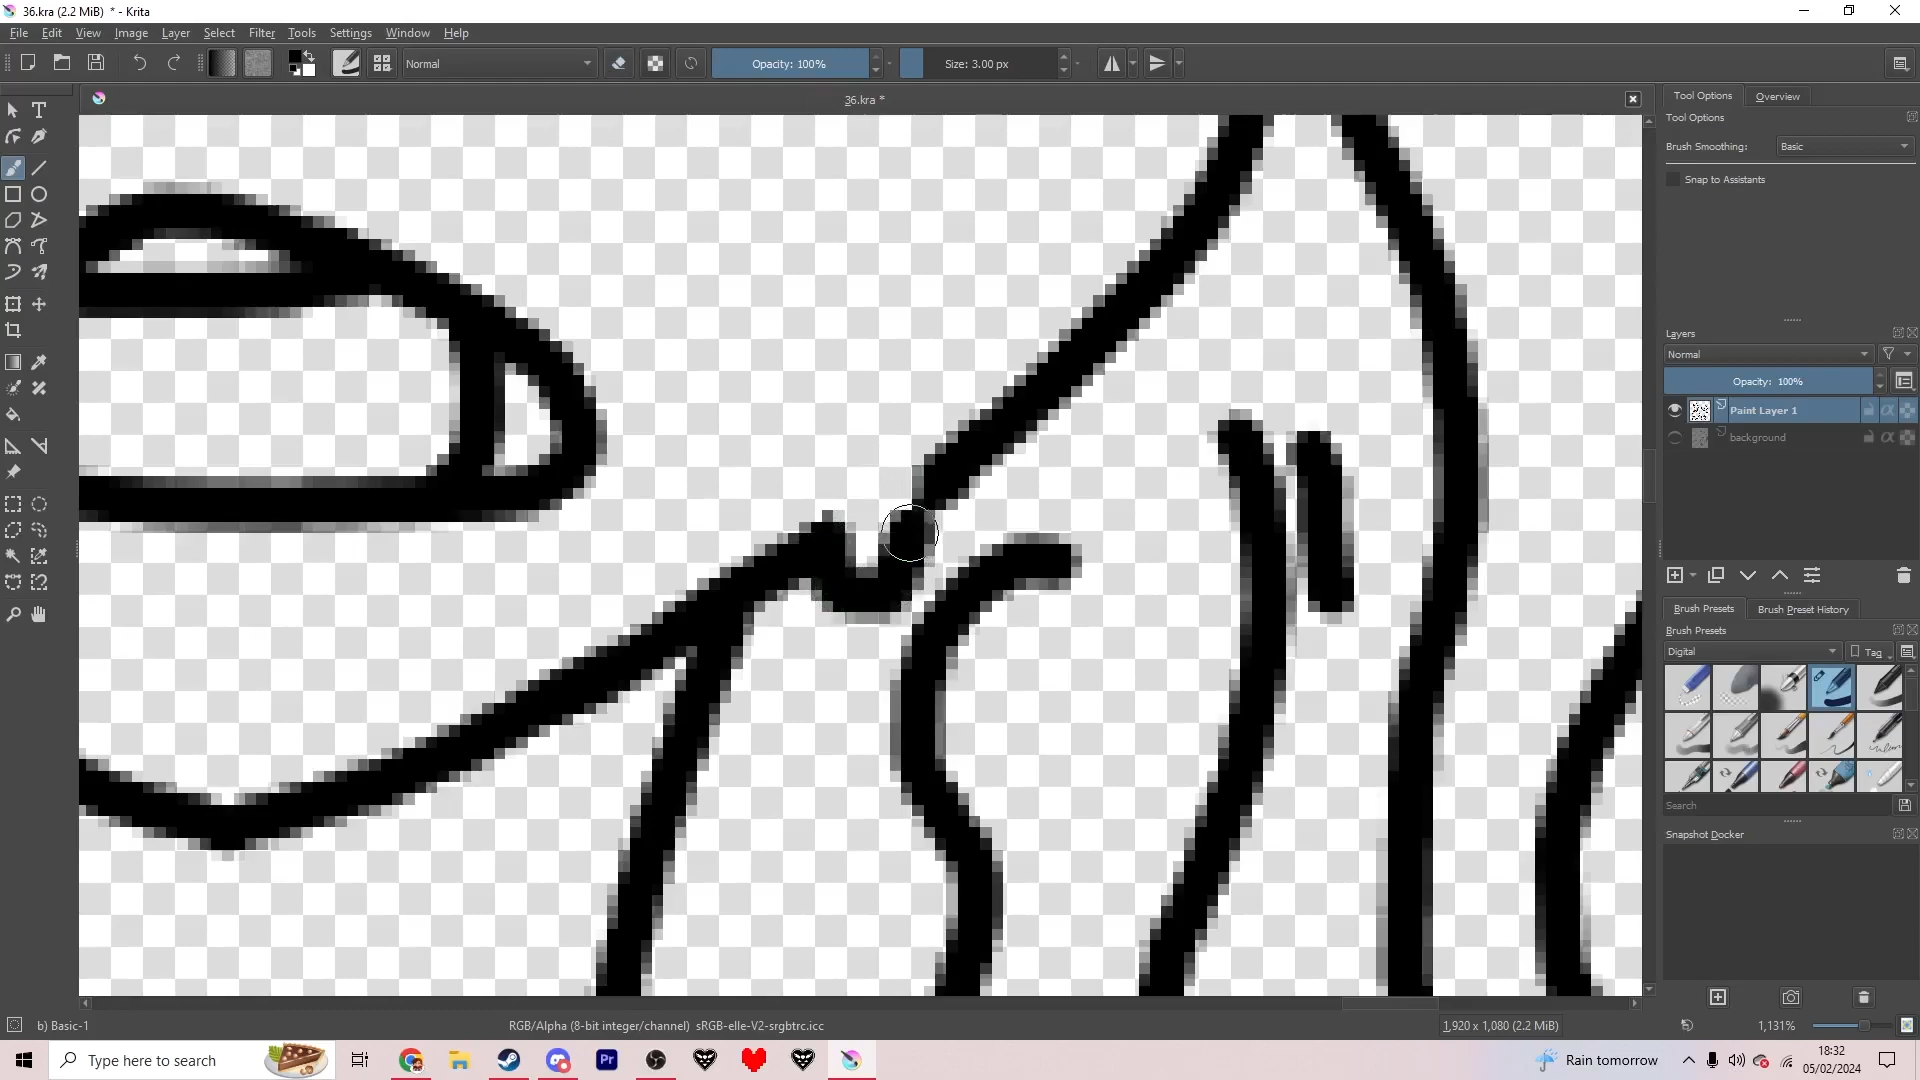 36.kra (2.2 MiB) * - Krita
File Edit View Image Layer Select Filter Tools Settings Window Help
Normal
Opacity: 100%
Size: 3.00 px
36.kra *
Tool Options
Overview
Tool Options
Brush Smoothing:
Basic
Snap to Assistants
Layers
Normal
Opacity: 100%
Paint Layer 1
background
Brush Presets
Brush Preset History
Brush Presets
Digital
Tag
Search
Snapshot Docker
b) Basic-1
RGB/Alpha (8-bit integer/channel) sRGB-elle-V2-srgbtrc.icc
1,920 x 1,080 (2.2 MiB)
1,131%
Type here to search
Pr
Rain tomorrow
18:32
05/02/2024